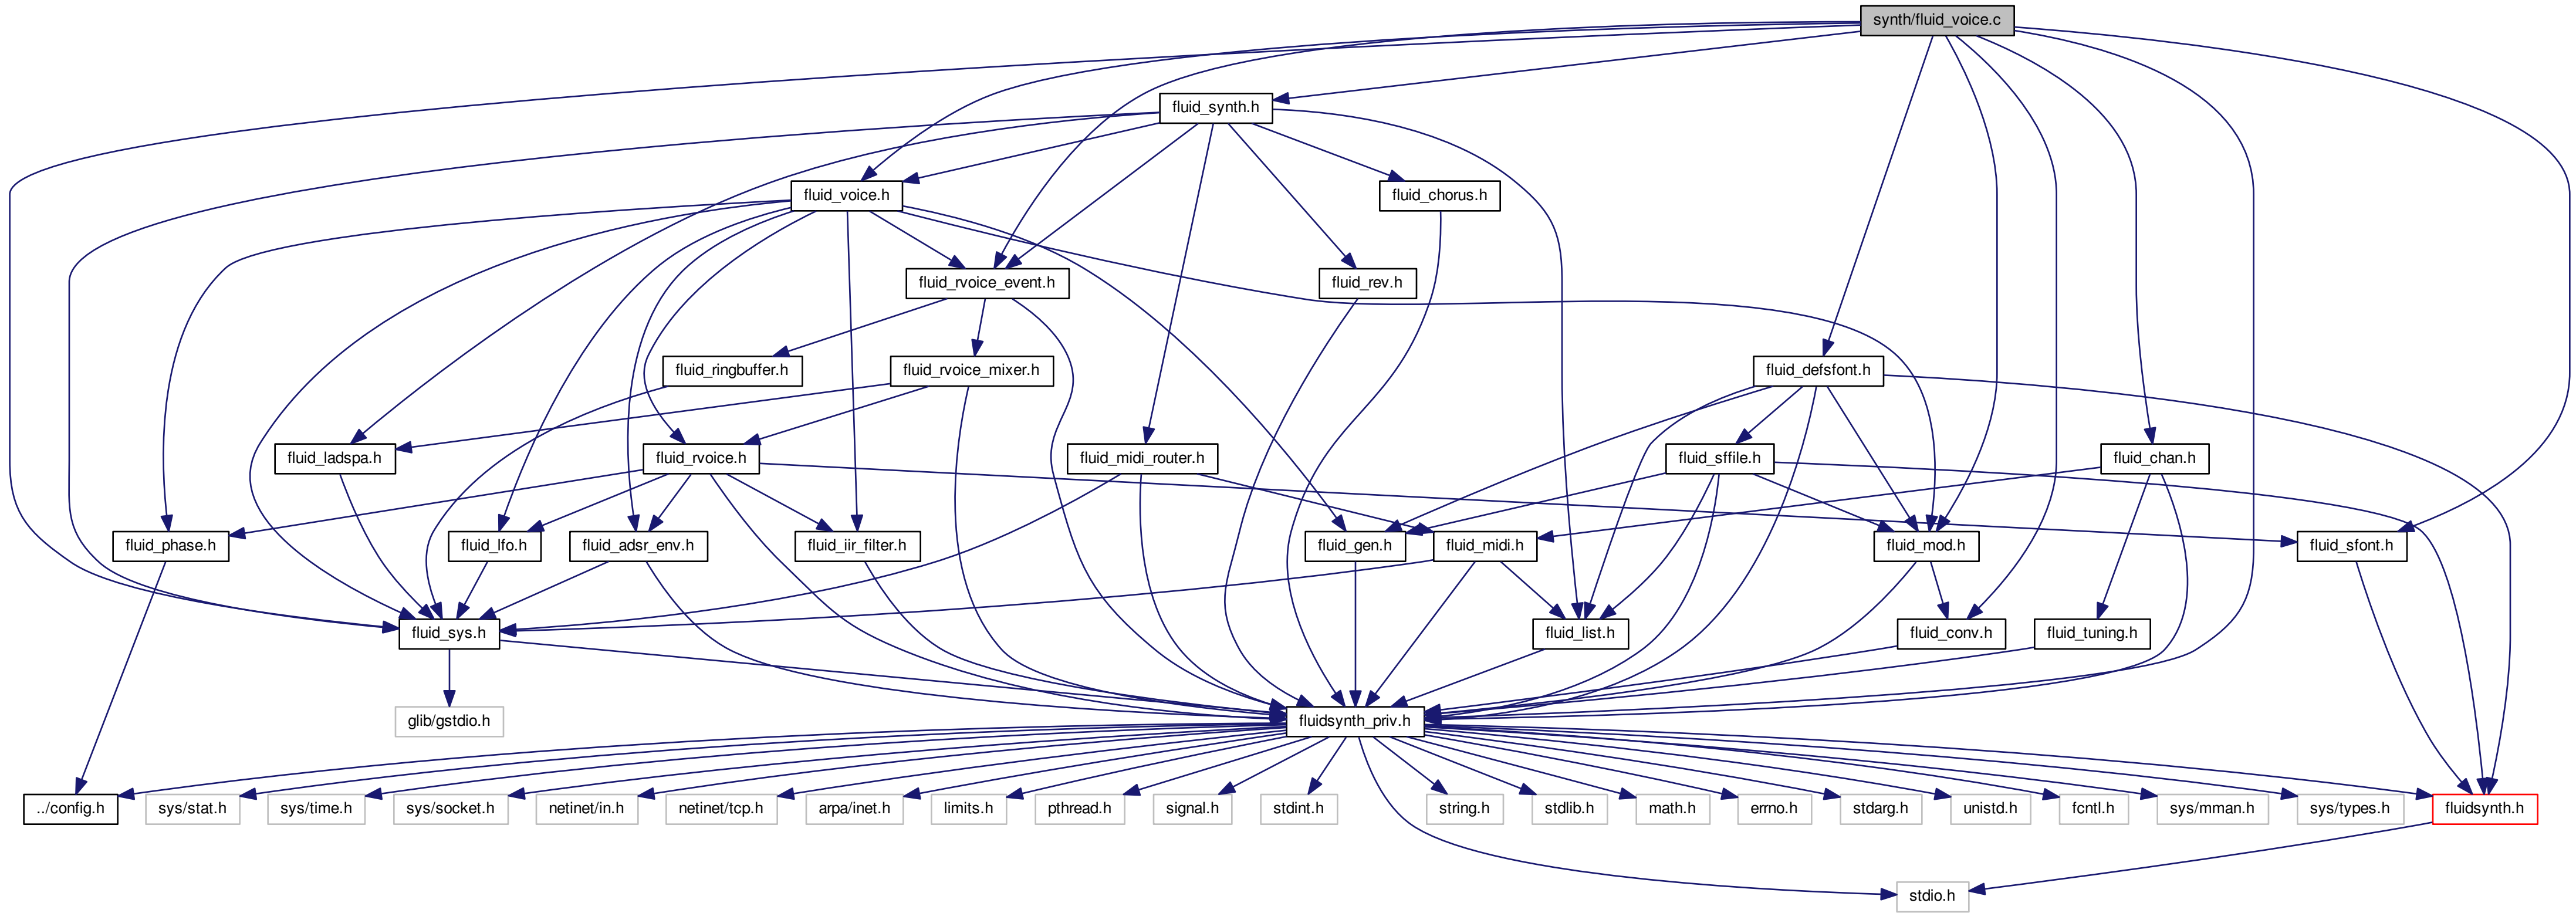 synth/fluid_voice.c
fluid_synth.h
fluid_voice.h
fluid_chorus.h
fluid_rvoice_event.h
fluid_rev.h
fluid_ringbuffer.h
fluid_rvoice_mixer.h
fluid_defsfont.h
fluid_ladspa.h
fluid_rvoice.h
fluid_midi_router.h
fluid_sffile.h
fluid_chan.h
fluid_phase.h
fluid_lfo.h
fluid_adsr_env.h
fluid_iir_filter.h
fluid_gen.h
fluid_midi.h
fluid_mod.h
fluid_sfont.h
fluid_sys.h
fluid_list.h
fluid_conv.h
fluid_tuning.h
glib/gstdio.h
fluidsynth_priv.h
../config.h
sys/stat.h
sys/time.h
sys/socket.h
netinet/in.h
netinet/tcp.h
arpa/inet.h
limits.h
pthread.h
signal.h
stdint.h
string.h
stdlib.h
math.h
errno.h
stdarg.h
unistd.h
fcntl.h
sys/mman.h
sys/types.h
fluidsynth.h
stdio.h